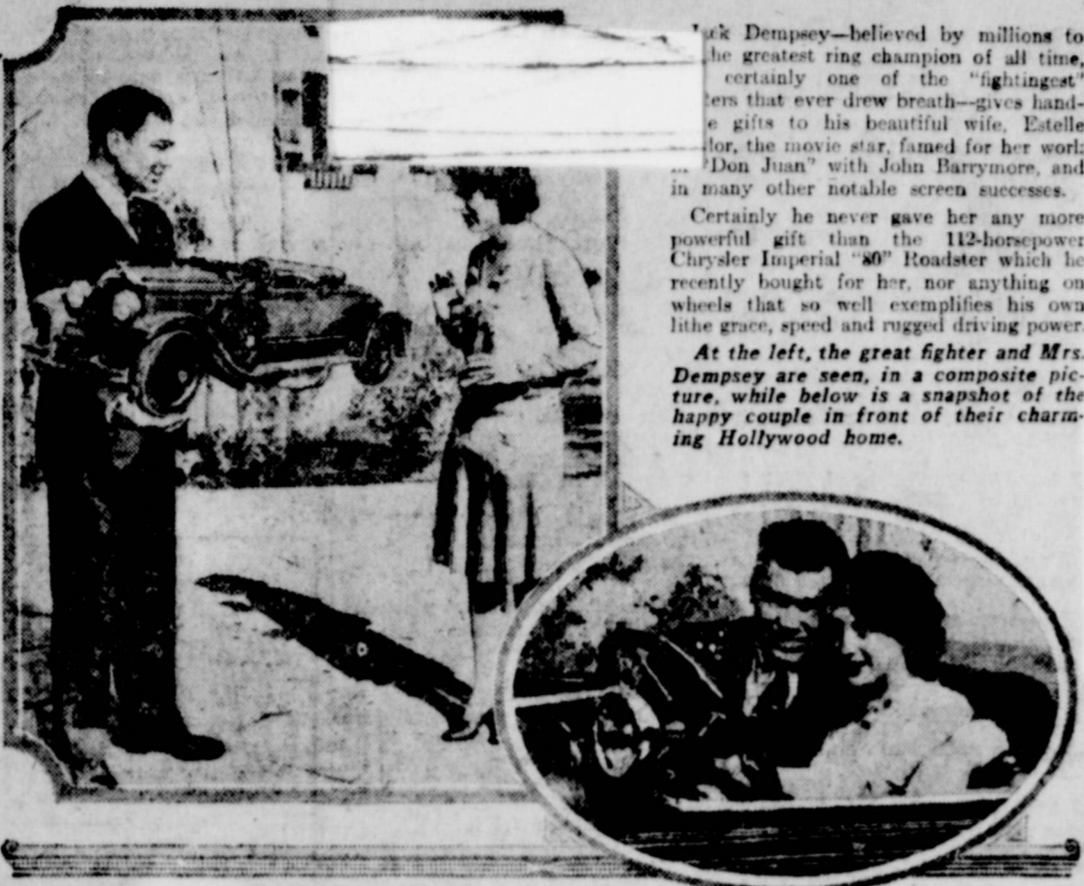 Dempsey—believed by millions to
greatest ring champion of all time,
certainly one of the "fightingest"
that ever drew breath—gives hand-
gifts to his beautiful wife, Estelle
the movie star, famed for her work
"Don Juan" with John Barrymore, and
in many other notable screen successes.
Certainly he never gave her any more
powerful gift than the 112-horsepower
Chrysler Imperial "80" Roadster which he
recently bought for her, nor anything on
wheels that so well exemplifies his own
lithe grace, speed and rugged driving power.
At the left, the great fighter and Mrs.
Dempsey are seen, in a composite pic-
ture, while below is a snapshot of the
happy couple in front of their charm-
ing Hollywood home.